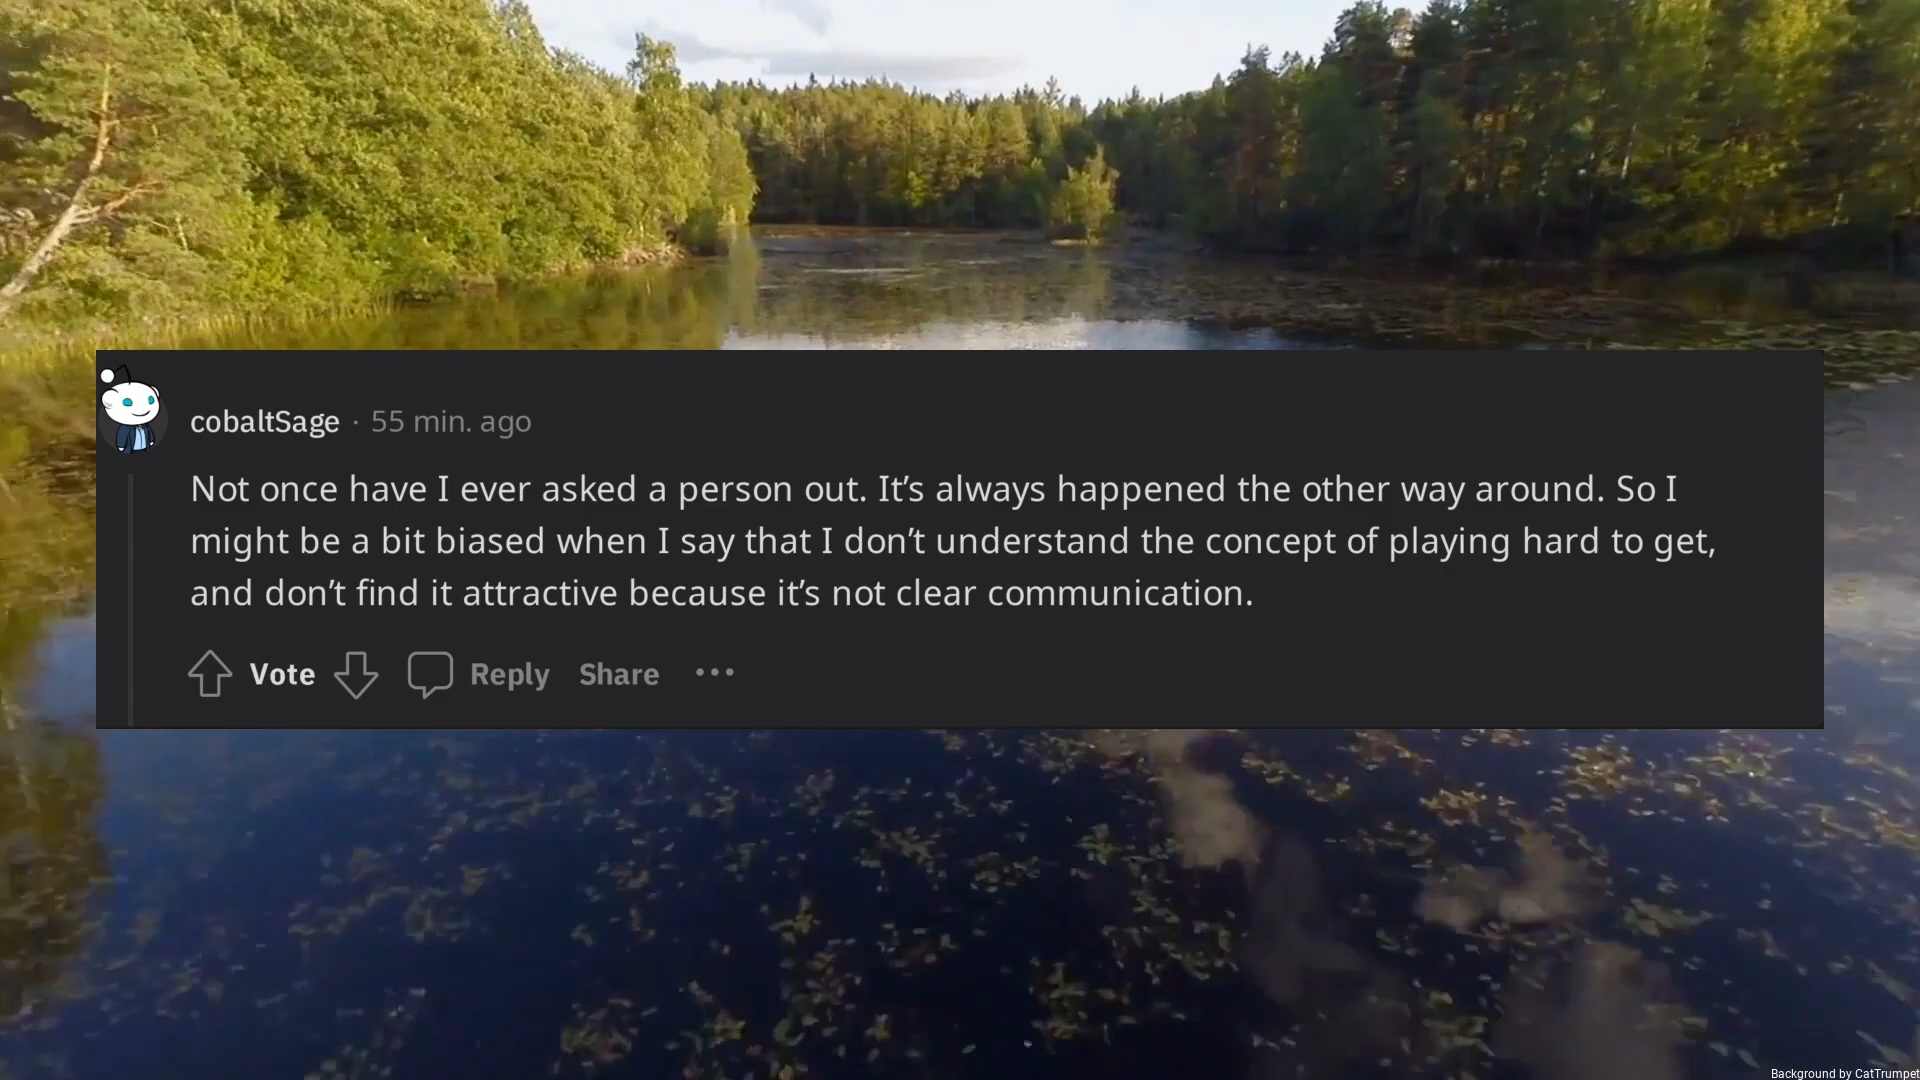 cobaltSage · 55 min. ago
Not once have I ever asked a person out. It’s always happened the other way around. So I
might be a bit biased when I say that I don’t understand the concept of playing hard to get,
and don’t find it attractive because it’s not clear communication.
Vote Reply Share ···
Background by CatTrumpet